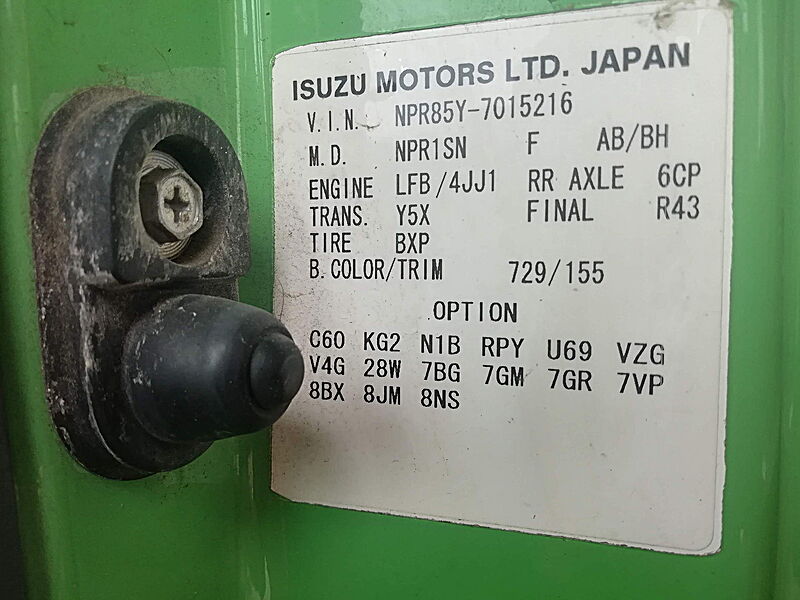 ISUZU MOTORS LTD. JAPAN
V.I.N. NPR85Y-7015216
M.D. NPR1SN F AB/BH
ENGINE LFB/4JJ1 RR AXLE 6CP
TRANS. Y5X FINAL R43
TIRE BXP
B.COLOR/TRIM 729/155
OPTION
C60 KG2 N1B RPY U69 VZG
V4G 28W 7BG 7GM 7GR 7VP
8BX 8JM 8NS